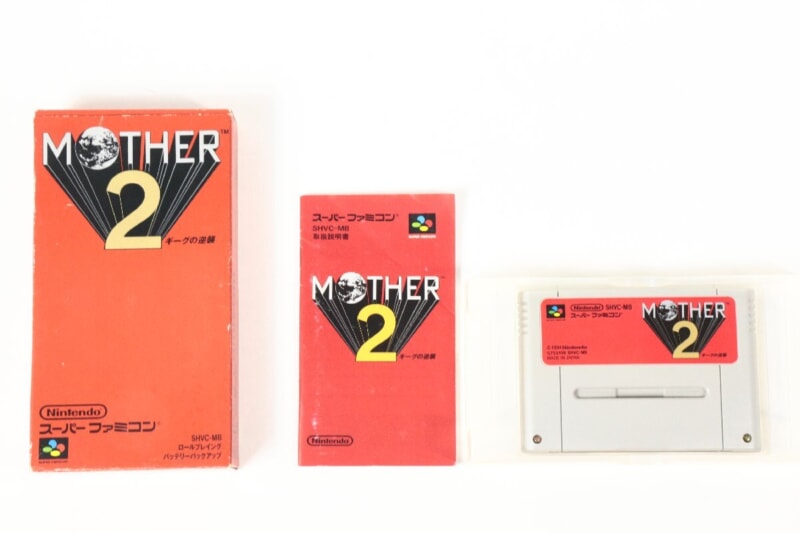 MOTHER™
2
ギーグの逆襲
Nintendo
スーパーファミコン
SHVC-MB
ロールプレイング
バッテリーバックアップ
スーパーファミコン
SHVC-MB
取扱説明書
MOTHER
2
ギーグの逆襲
Nintendo
Nintendo SHVC-MB
スーパーファミコン
MOTHER
2
ギーグの逆襲